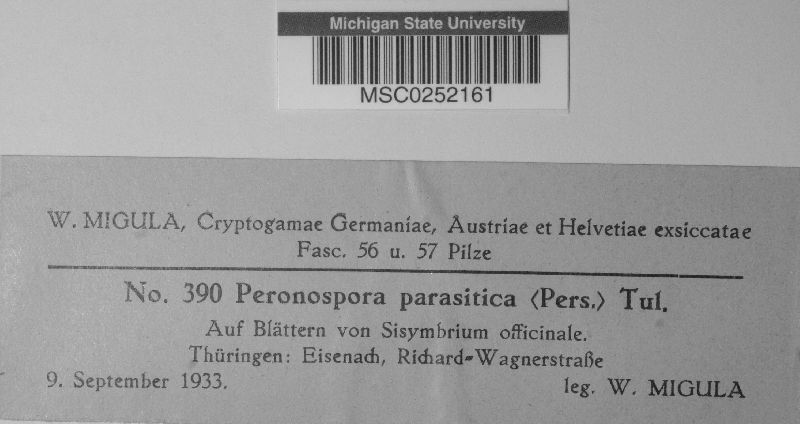 Michigan State University
MSC0252161
W. MIGULA, Cryptogamae Germaniae, Austriae et Helvetiae exsiccatae
Fasc. 56 u. 57 Pilze
No. 390 Peronospora parasitica (Pers.) Tul.
Auf Blättern von Sisymbrium officinale.
Thüringen: Eisenach, Richard-Wagnerstraße
9. September 1933. leg. W. MIGULA